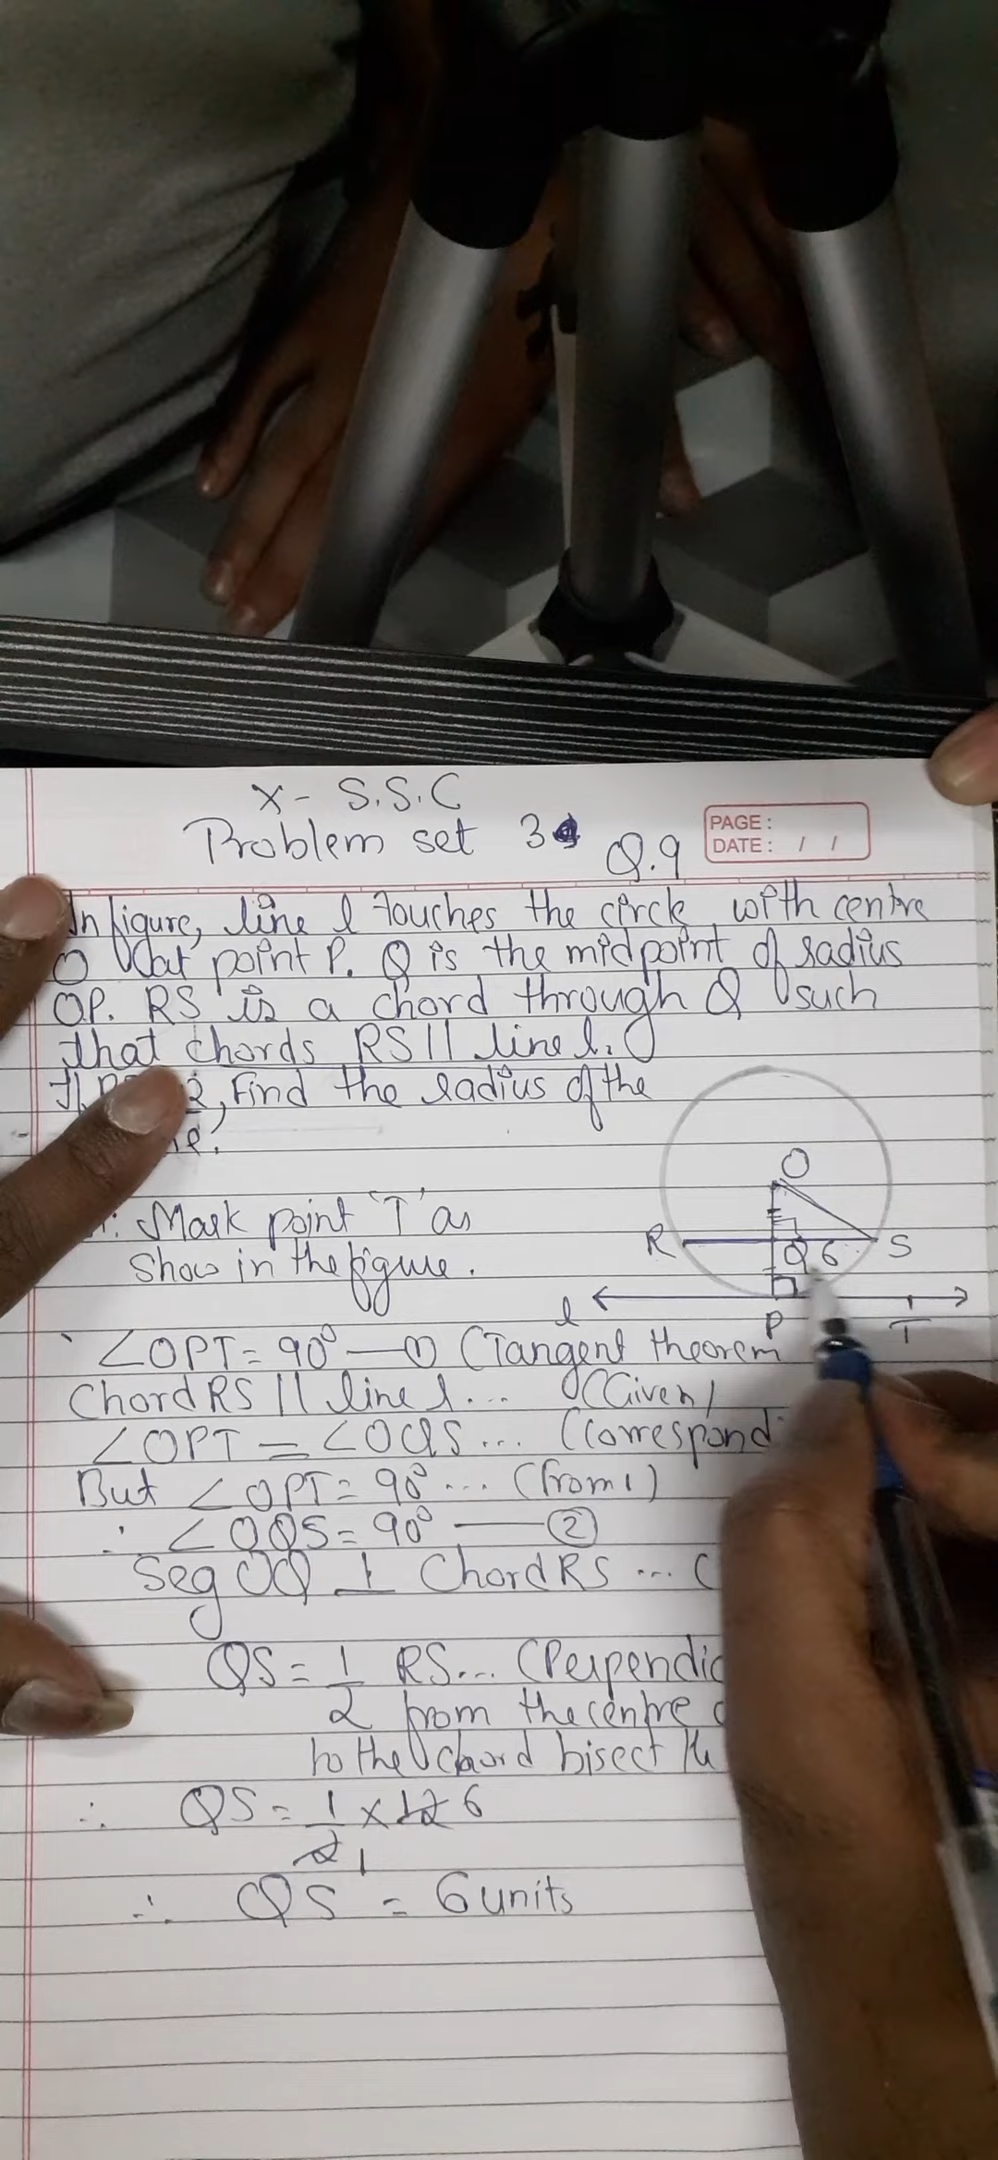 X- S.S.C
Problem set 3 Q.9
PAGE:
DATE: / /
In figure, line l touches the circle with centre
O at point P. Q is the midpoint of radius
OP. RS is a chord through Q such
that chords RS || line l.
2, Find the radius of the
Mark point 'T' as
Show in the figure.
O
R Q 6 S
l P T
∠OPT = 90° — ① (Tangent theorem
Chord RS || line l ... (Given)
∠OPT = ∠OQS ... (Correspond
But ∠OPT = 90° ... (from 1)
∴ ∠OQS = 90° — ②
Seg OQ ⊥ Chord RS ... (
QS = 1/2 RS... (Perpendic
from the centre
to the chord bisect the
∴ QS = 1/2 × 12 6
1
∴ QS = 6 units